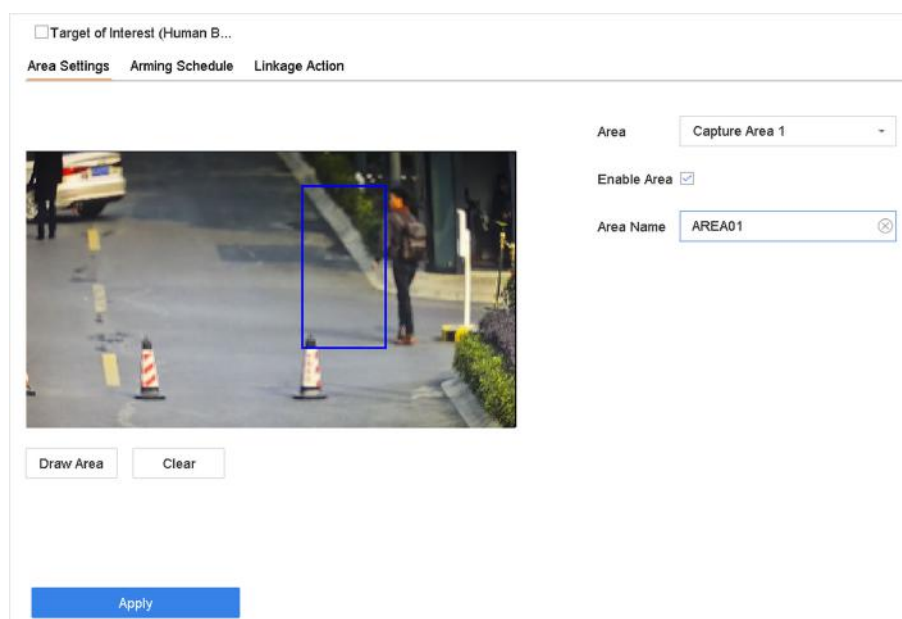 Target of Interest (Human B...
Area Settings Arming Schedule Linkage Action
Area Capture Area 1
Enable Area
Area Name AREA01
Draw Area Clear
Apply